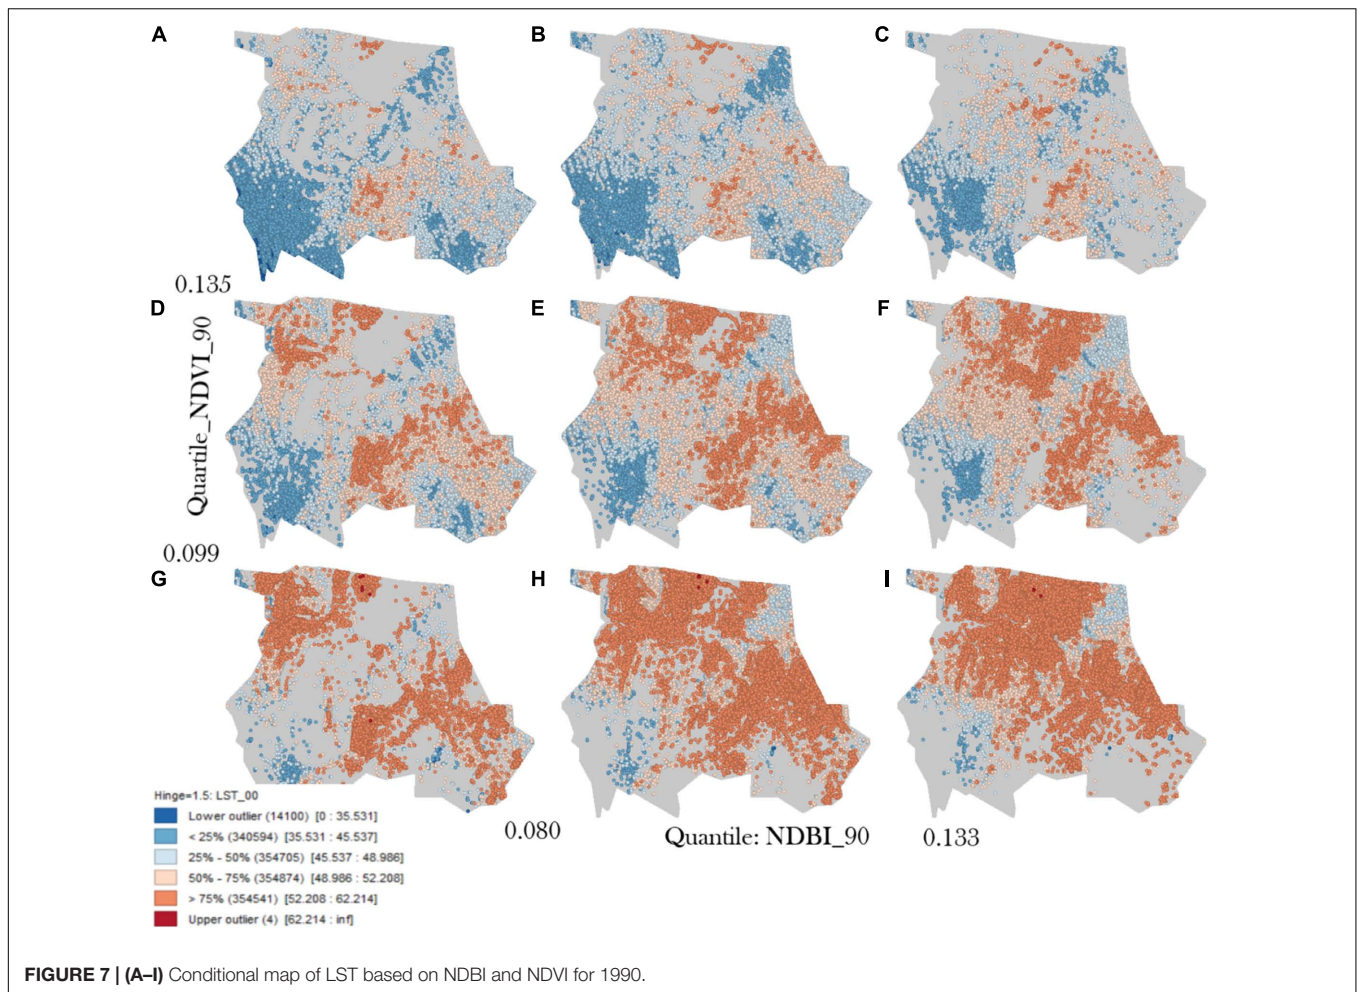 A
B
C
0.135
D
E
F
Quartile_NDVI_90
0.099
G
H
I
Hinge=1.5: LST_00
Lower outlier (14100) [0 : 35.531]
< 25% (340594) [35.531 : 45.537]
25% - 50% (354705) [45.537 : 48.986]
50% - 75% (354874) [48.986 : 52.208]
> 75% (354541) [52.208 : 62.214]
Upper outlier (4) [62.214 : inf]
0.080
Quantile: NDBI_90
0.133
FIGURE 7 | (A–I) Conditional map of LST based on NDBI and NDVI for 1990.